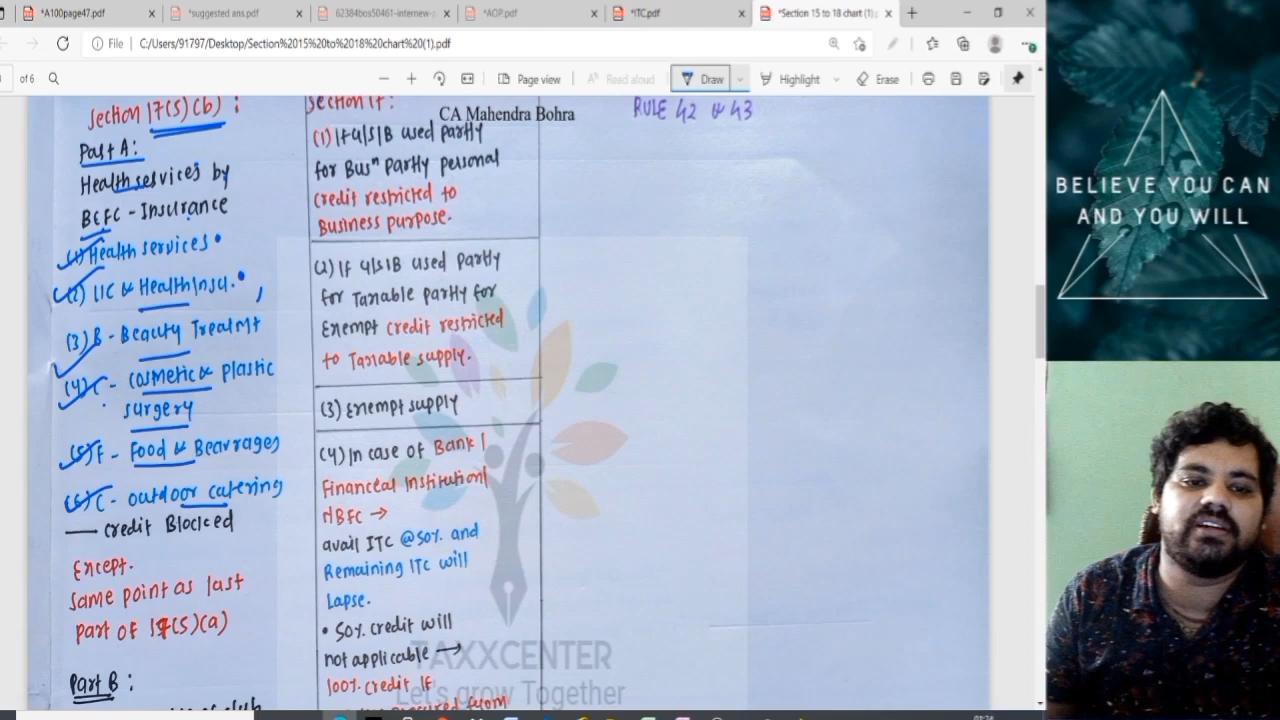 *A100page47.pdf
*suggested ans.pdf
62384bos50461-internew-
*AOP.pdf
*ITC.pdf
*Section 15 to 18 chart (1).p
File
C:/Users/91797/Desktop/Section%2015%20to%2018%20chart%20(1).pdf
of 6
Page view
Read aloud
Draw
Highlight
Erase
CA Mahendra Bohra
Section 17(5)(b) :
Part A:
Health services by
BCFC - Insurance
(1) Health services
(2) LIC & Health Insu.
(3) B - Beauty Treatmt
(4) C - Cosmetic & plastic
surgery
(5) F - Food & Beavrages
(6) C - outdoor catering
— Credit Blocked
Except.
Same point as last
part of 17(5)(a)
Part B :
Section 17 :
(1) If G|S|B used partly
for Busn partly personal
credit restricted to
Business purpose.
(2) If G|S|B used partly
for Taxable partly for
Exempt credit restricted
to Taxable supply.
(3) Exempt supply
(4) In case of Bank |
Financial Institution|
NBFC →
avail ITC @50%. and
Remaining ITC will
Lapse.
• 50%. credit will
not applicable →
100%. credit If
RULE 42 & 43
TAXXCENTER
Let's grow Together
BELIEVE YOU CAN
AND YOU WILL